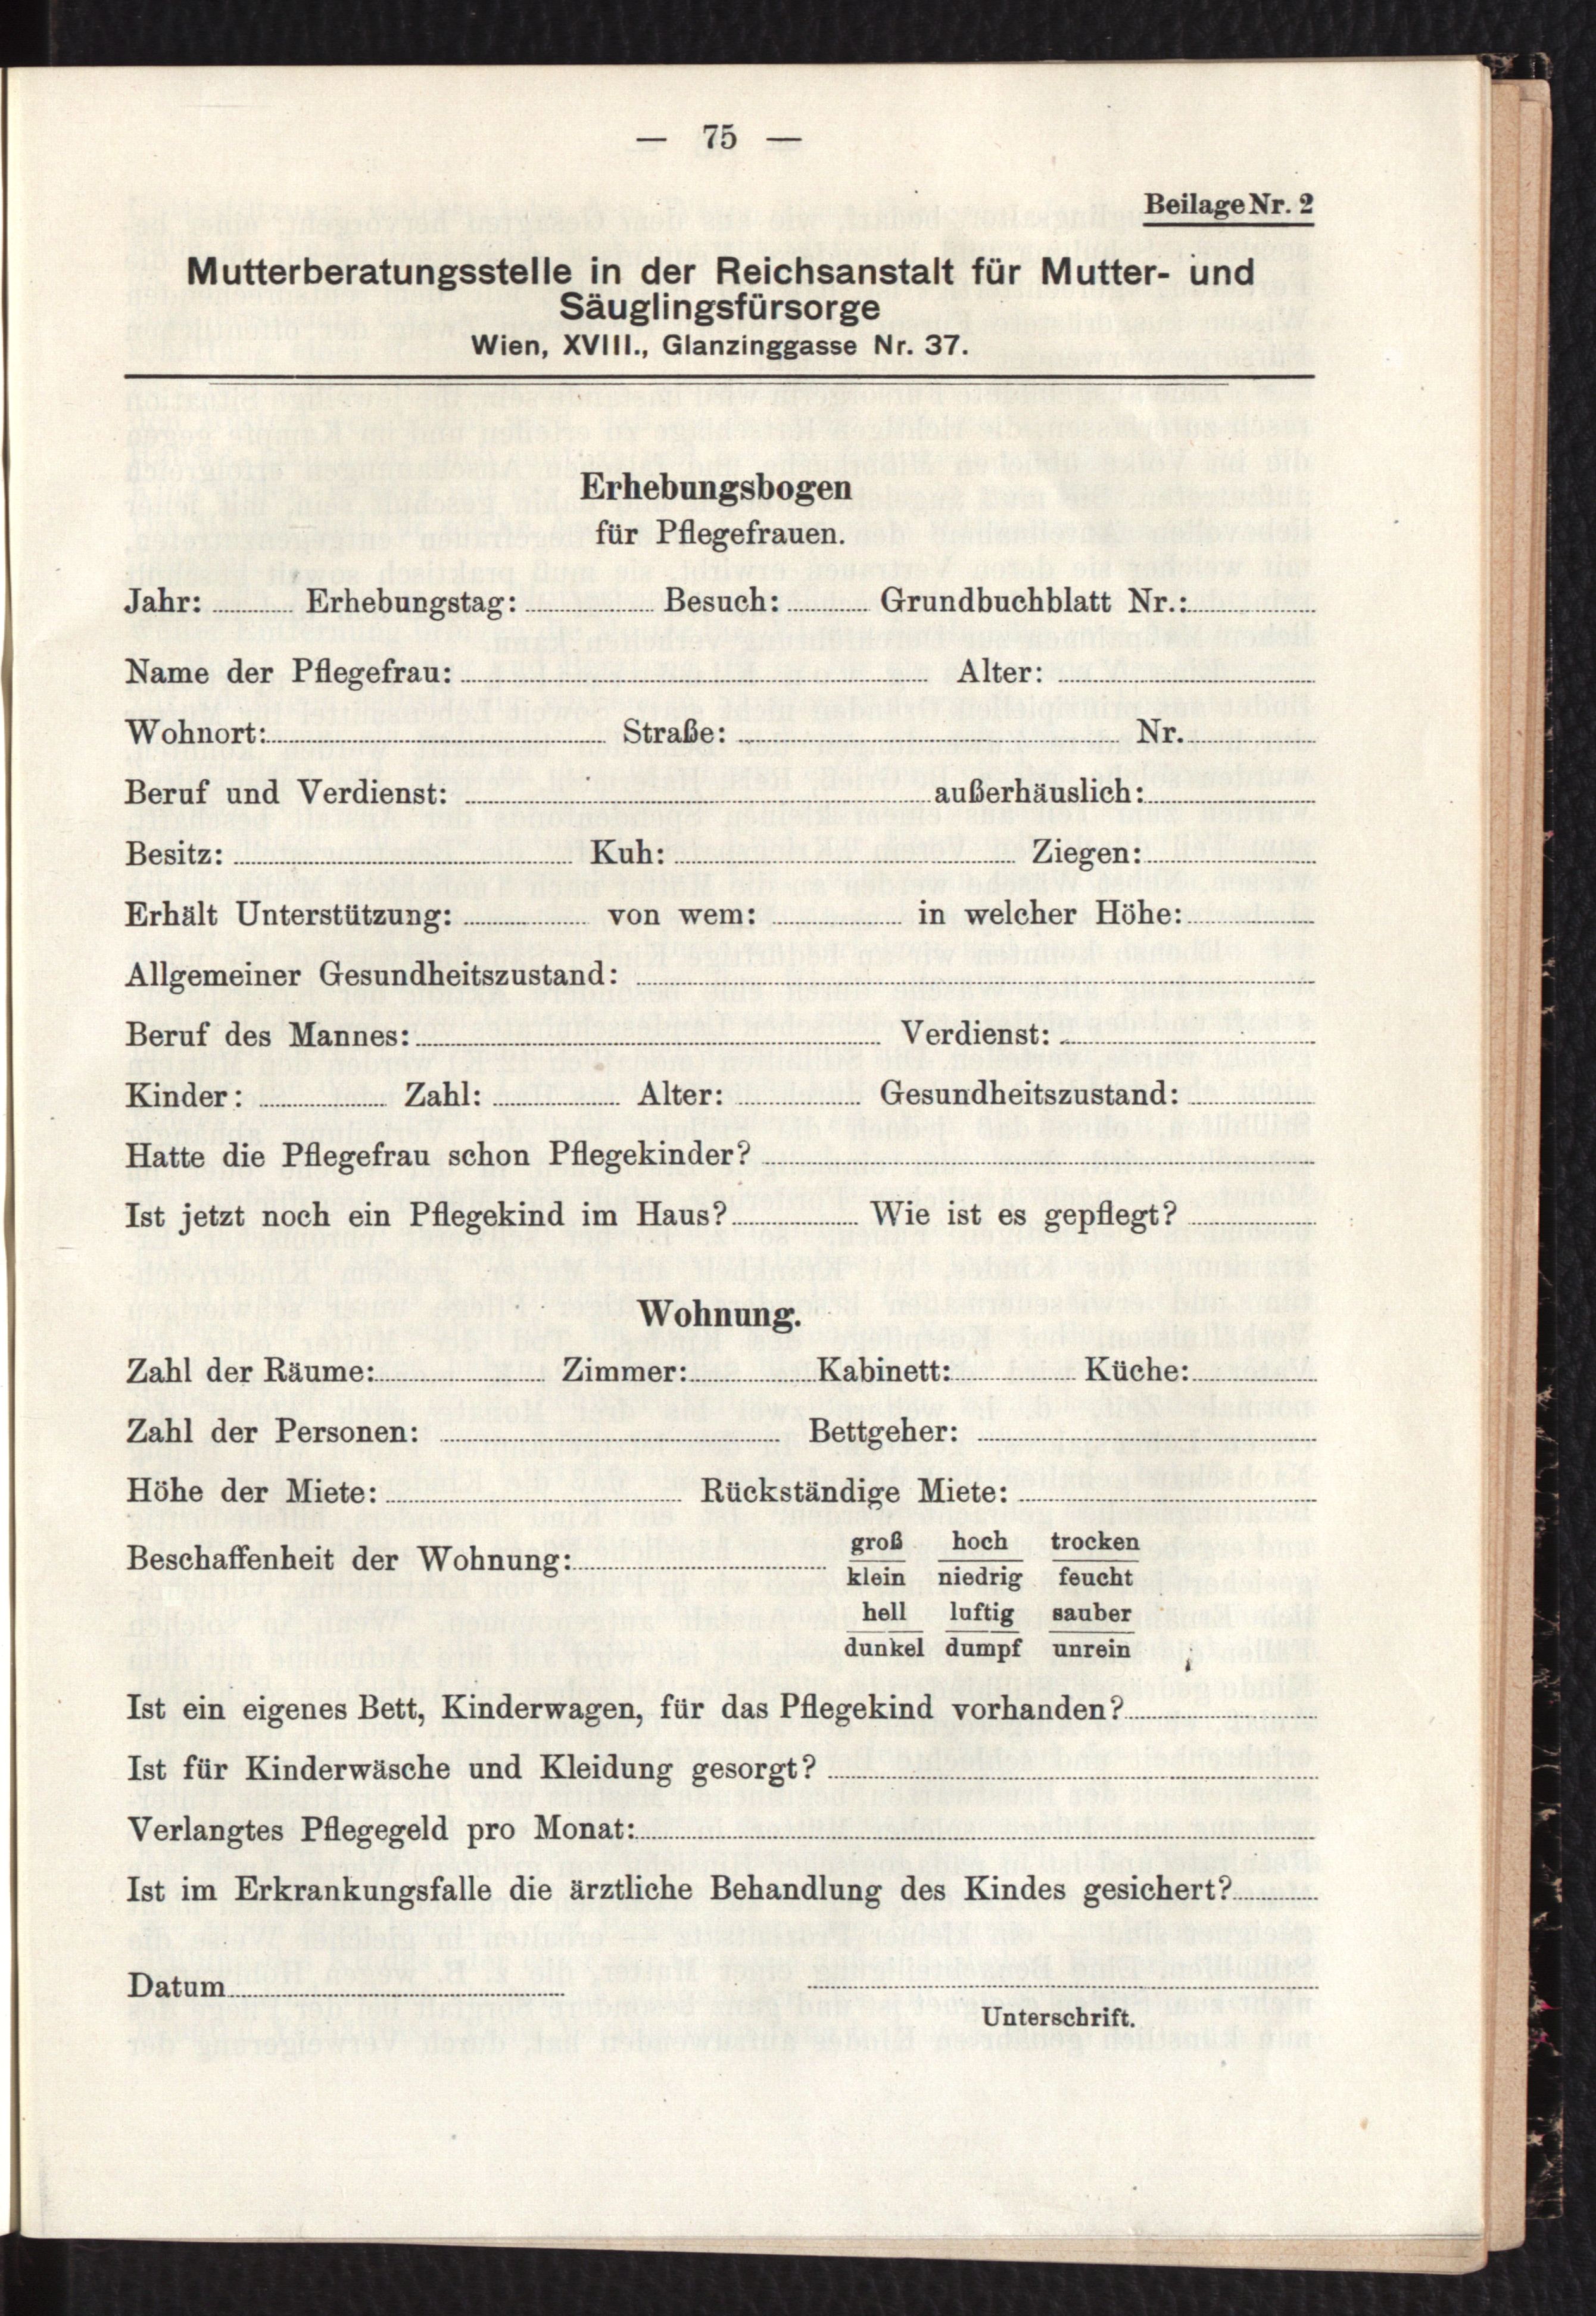 — 75 —
Beilage Nr. 2
Mutterberatungsstelle in der Reichsanstalt für Mutter- und
Säuglingsfürsorge
Wien, XVIII., Glanzinggasse Nr. 37.
Erhebungsbogen
für Pflegefrauen.
Jahr: Erhebungstag: Besuch: Grundbuchblatt Nr.:
Name der Pflegefrau: Alter:
Wohnort: Straße: Nr.
Beruf und Verdienst: außerhäuslich:
Besitz: Kuh: Ziegen:
Erhält Unterstützung: von wem: in welcher Höhe:
Allgemeiner Gesundheitszustand:
Beruf des Mannes: Verdienst:
Kinder: Zahl: Alter: Gesundheitszustand:
Hatte die Pflegefrau schon Pflegekinder?
Ist jetzt noch ein Pflegekind im Haus? Wie ist es gepflegt?
Wohnung.
Zahl der Räume: Zimmer: Kabinett: Küche:
Zahl der Personen: Bettgeher:
Höhe der Miete: Rückständige Miete:
groß hoch trocken
Beschaffenheit der Wohnung:
klein niedrig feucht
hell luftig sauber
dunkel dumpf unrein
Ist ein eigenes Bett, Kinderwagen, für das Pflegekind vorhanden?
Ist für Kinderwäsche und Kleidung gesorgt?
Verlangtes Pflegegeld pro Monat:
Ist im Erkrankungsfalle die ärztliche Behandlung des Kindes gesichert?
Datum
Unterschrift.